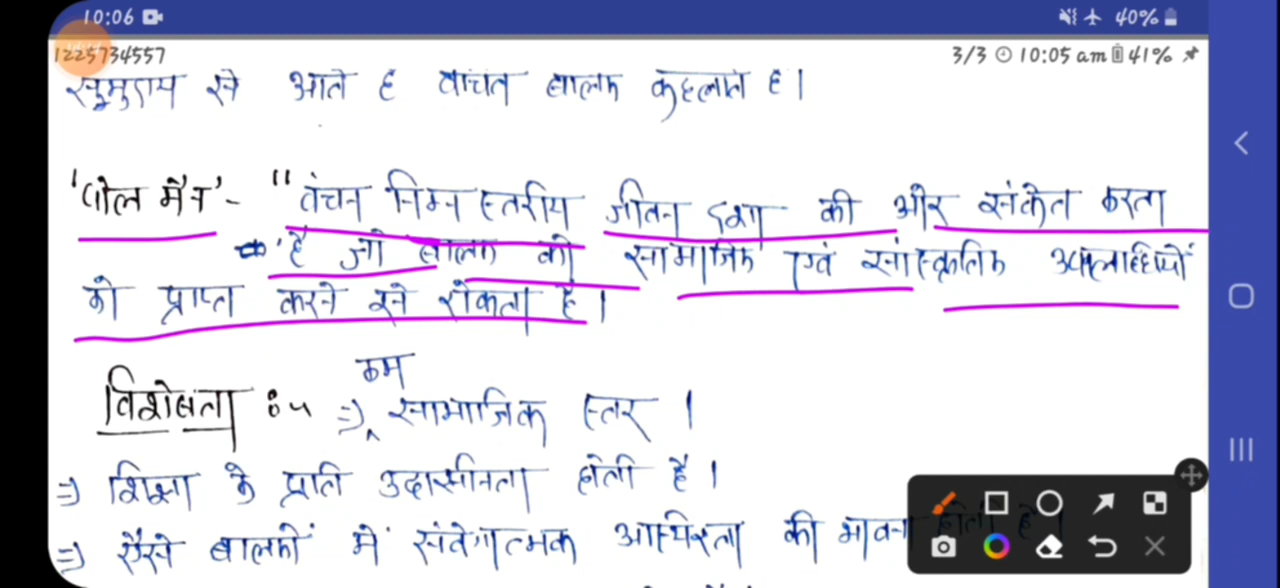 10:06 40%
1225734557 3/3 10:05 am 41%
समुदाय से आते है वंचित बालक कहलाते है।
'वोल मैन' - "वंचन निम्न स्तरीय जीवन दशा की और संकेत करता
है जो बालक को सामाजिक एवं सांस्कृतिक उपलब्धियों
को प्राप्त करने से रोकता है।
कम
विशेषता :- => सामाजिक स्तर।
=> शिक्षा के प्रति उदासीनता होती है।
=> ऐसे बालकों में संवेगात्मक अस्थिरता की भावना होती है।